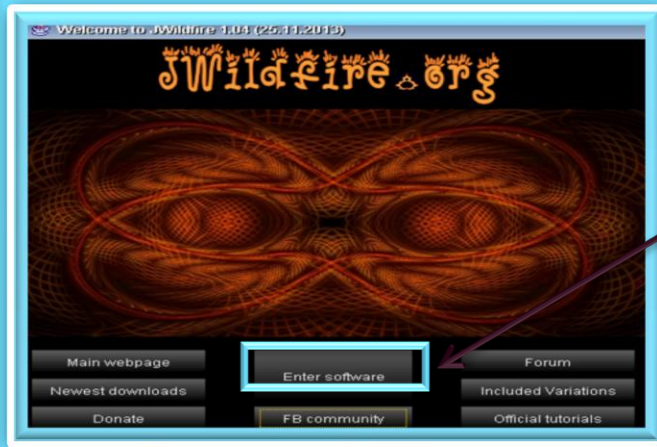 Welcome to JWildfire 1.04 (25.11.2013)
JWildfire.org
Main webpage
Enter software
Forum
Newest downloads
Included Variations
Donate
FB community
Official tutorials